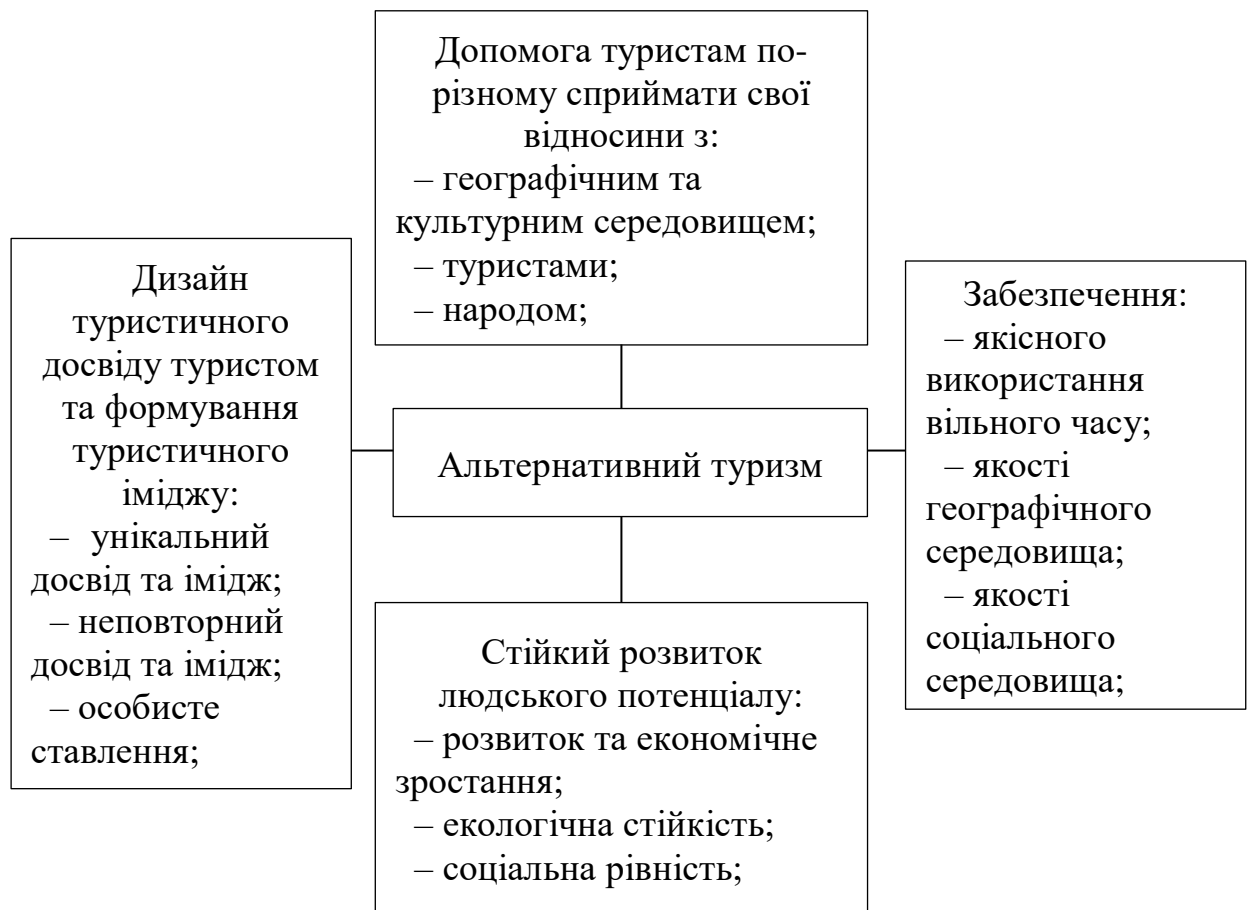 Допомога туристам по-
різному сприймати свої
відносини з:
– географічним та
культурним середовищем;
– туристами;
– народом;
Дизайн
туристичного
досвіду туристом
та формування
туристичного
іміджу:
– унікальний
досвід та імідж;
– неповторний
досвід та імідж;
– особисте
ставлення;
Альтернативний туризм
Забезпечення:
– якісного
використання
вільного часу;
– якості
географічного
середовища;
– якості
соціального
середовища;
Стійкий розвиток
людського потенціалу:
– розвиток та економічне
зростання;
– екологічна стійкість;
– соціальна рівність;